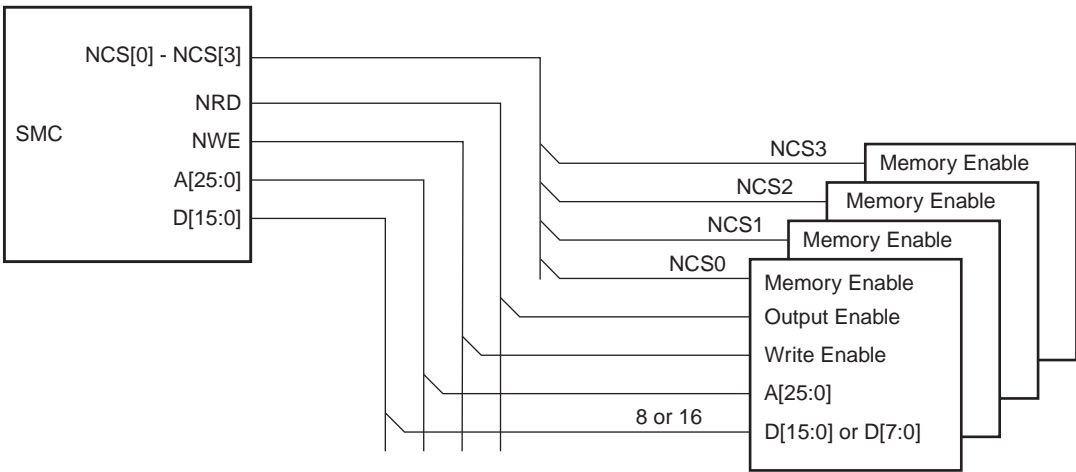 NCS[0] - NCS[3]
NRD
SMC
NWE
A[25:0]
D[15:0]
NCS3
Memory Enable
NCS2
Memory Enable
NCS1
Memory Enable
NCS0
Memory Enable
Output Enable
Write Enable
A[25:0]
8 or 16
D[15:0] or D[7:0]